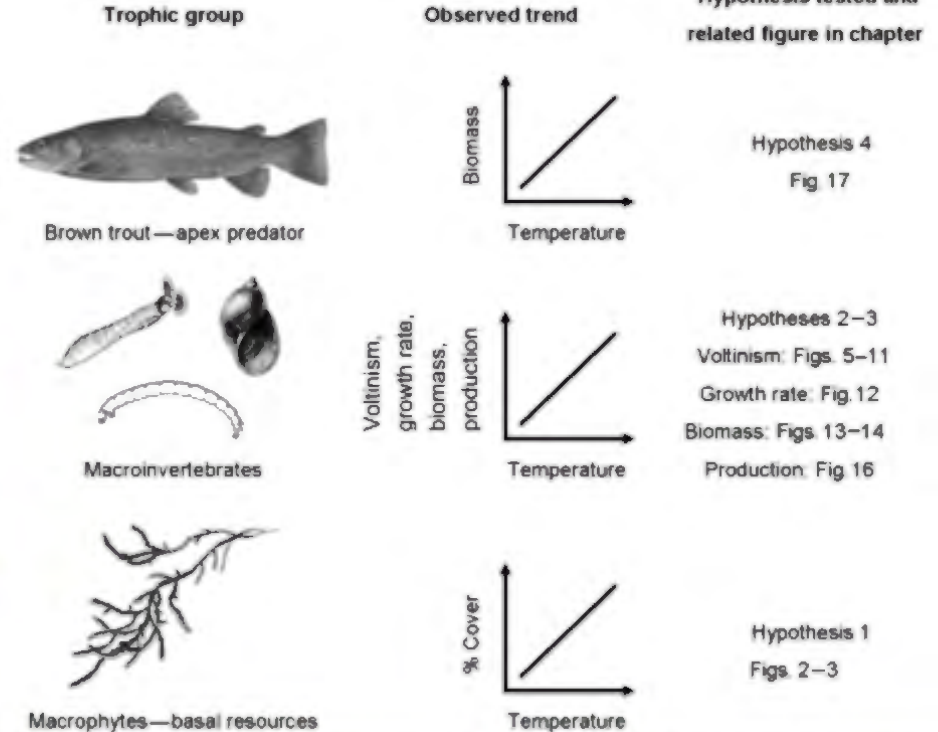 Trophic group
Observed trend
Hypothesis tested and
related figure in chapter
Biomass
Temperature
Hypothesis 4
Fig. 17
Brown trout—apex predator
Voltinism,
growth rate,
biomass,
production
Temperature
Hypotheses 2–3
Voltinism: Figs. 5–11
Growth rate: Fig. 12
Biomass: Figs. 13–14
Production: Fig. 16
Macroinvertebrates
% Cover
Temperature
Hypothesis 1
Figs. 2–3
Macrophytes—basal resources